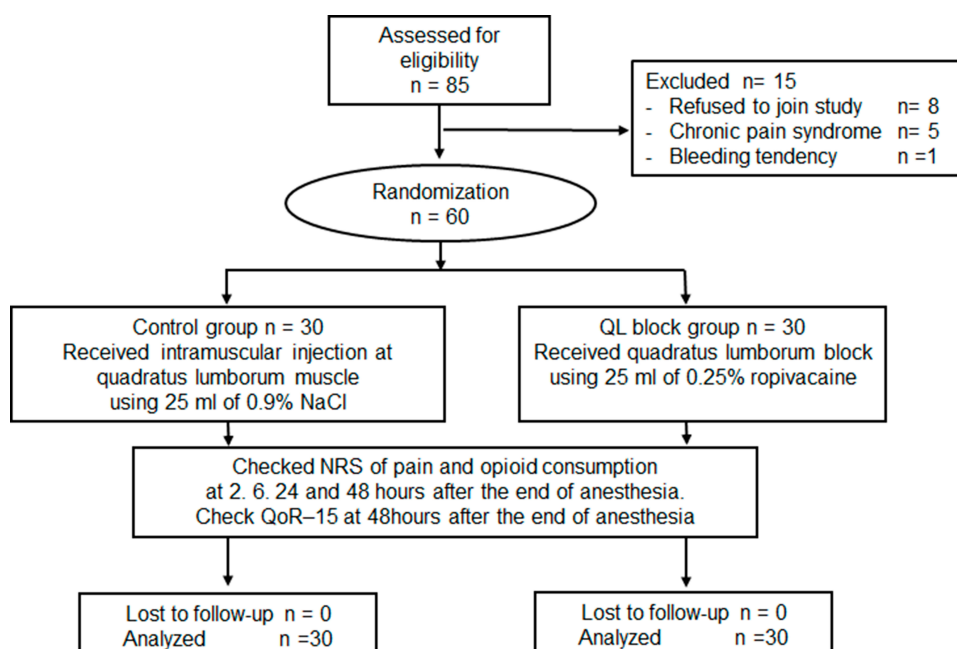 Assessed for
eligibility
n = 85
Excluded n= 15
- Refused to join study n= 8
- Chronic pain syndrome n= 5
- Bleeding tendency n =1
Randomization
n = 60
Control group n = 30
Received intramuscular injection at
quadratus lumborum muscle
using 25 ml of 0.9% NaCl
QL block group n = 30
Received quadratus lumborum block
using 25 ml of 0.25% ropivacaine
Checked NRS of pain and opioid consumption
at 2. 6. 24 and 48 hours after the end of anesthesia.
Check QoR–15 at 48hours after the end of anesthesia
Lost to follow-up n = 0
Analyzed n =30
Lost to follow-up n = 0
Analyzed n =30